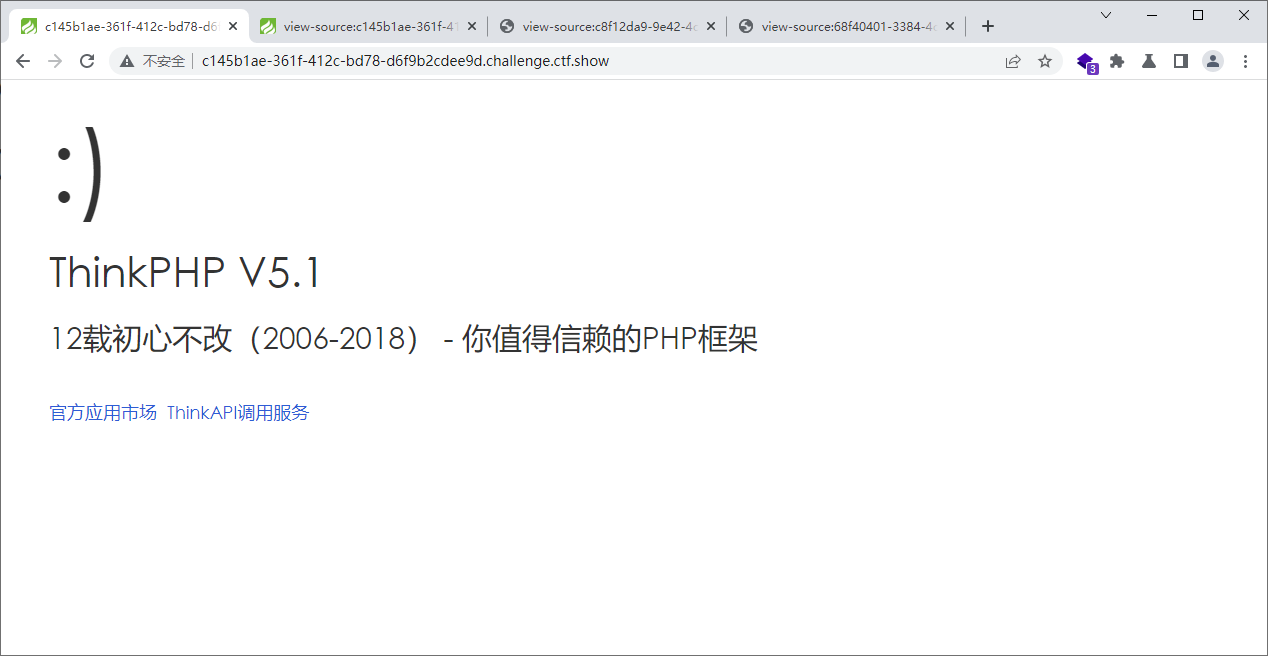 c145b1ae-361f-412c-bd78-d6
view-source:c145b1ae-361f-41
view-source:c8f12da9-9e42-4
view-source:68f40401-3384-4
不安全
c145b1ae-361f-412c-bd78-d6f9b2cdee9d.challenge.ctf.show
3
:)
ThinkPHP V5.1
12载初心不改（2006-2018） - 你值得信赖的PHP框架
官方应用市场 ThinkAPI调用服务